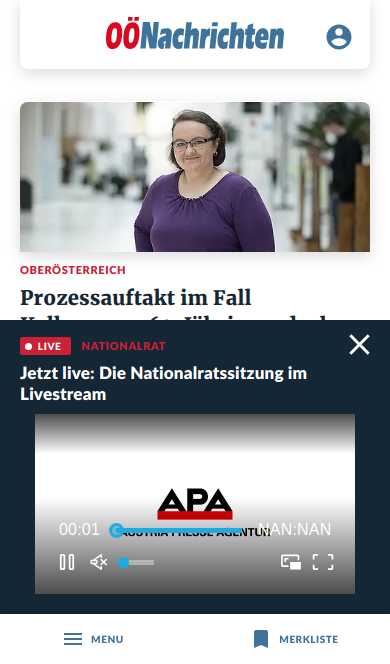 OÖNachrichten
OBERÖSTERREICH
Prozessauftakt im Fall
LIVE NATIONALRAT
Jetzt live: Die Nationalratssitzung im
Livestream
APA
AUSTRIA PRESSE AGENTUR
00:01 NAN:NAN
MENU MERKLISTE